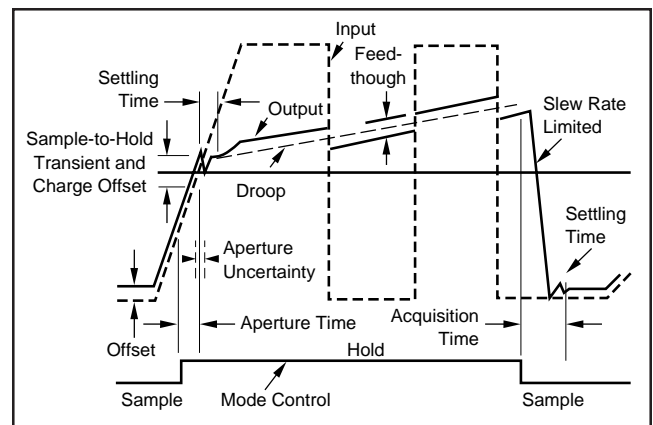 Input
Feed-
though
Settling
Time
Output
Slew Rate
Limited
Sample-to-Hold
Transient and
Charge Offset
Droop
Settling
Time
Aperture
Uncertainty
Aperture Time
Acquisition
Time
Offset
Hold
Sample
Mode Control
Sample